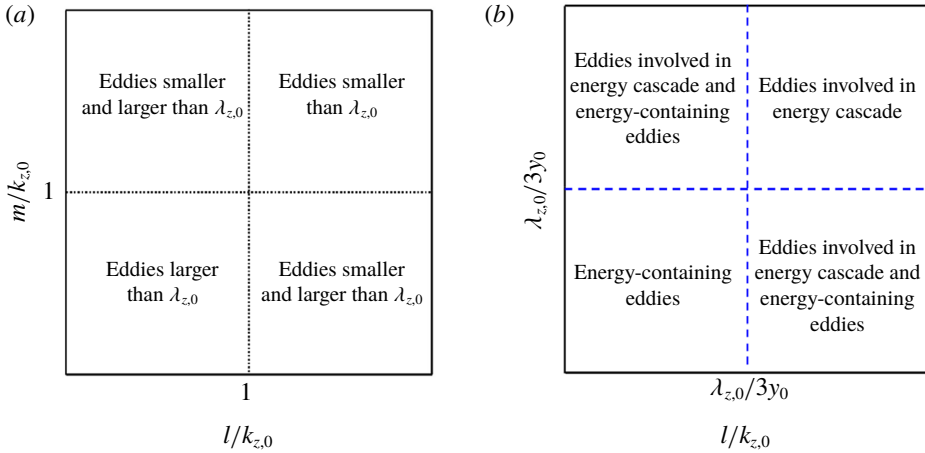 (a)
Eddies smaller
and larger than λz,0
Eddies smaller
than λz,0
m/kz,0
1
Eddies larger
than λz,0
Eddies smaller
and larger than λz,0
1
l/kz,0
(b)
Eddies involved in
energy cascade and
energy-containing
eddies
Eddies involved in
energy cascade
λz,0/3y0
Energy-containing
eddies
Eddies involved in
energy cascade and
energy-containing
eddies
λz,0/3y0
l/kz,0